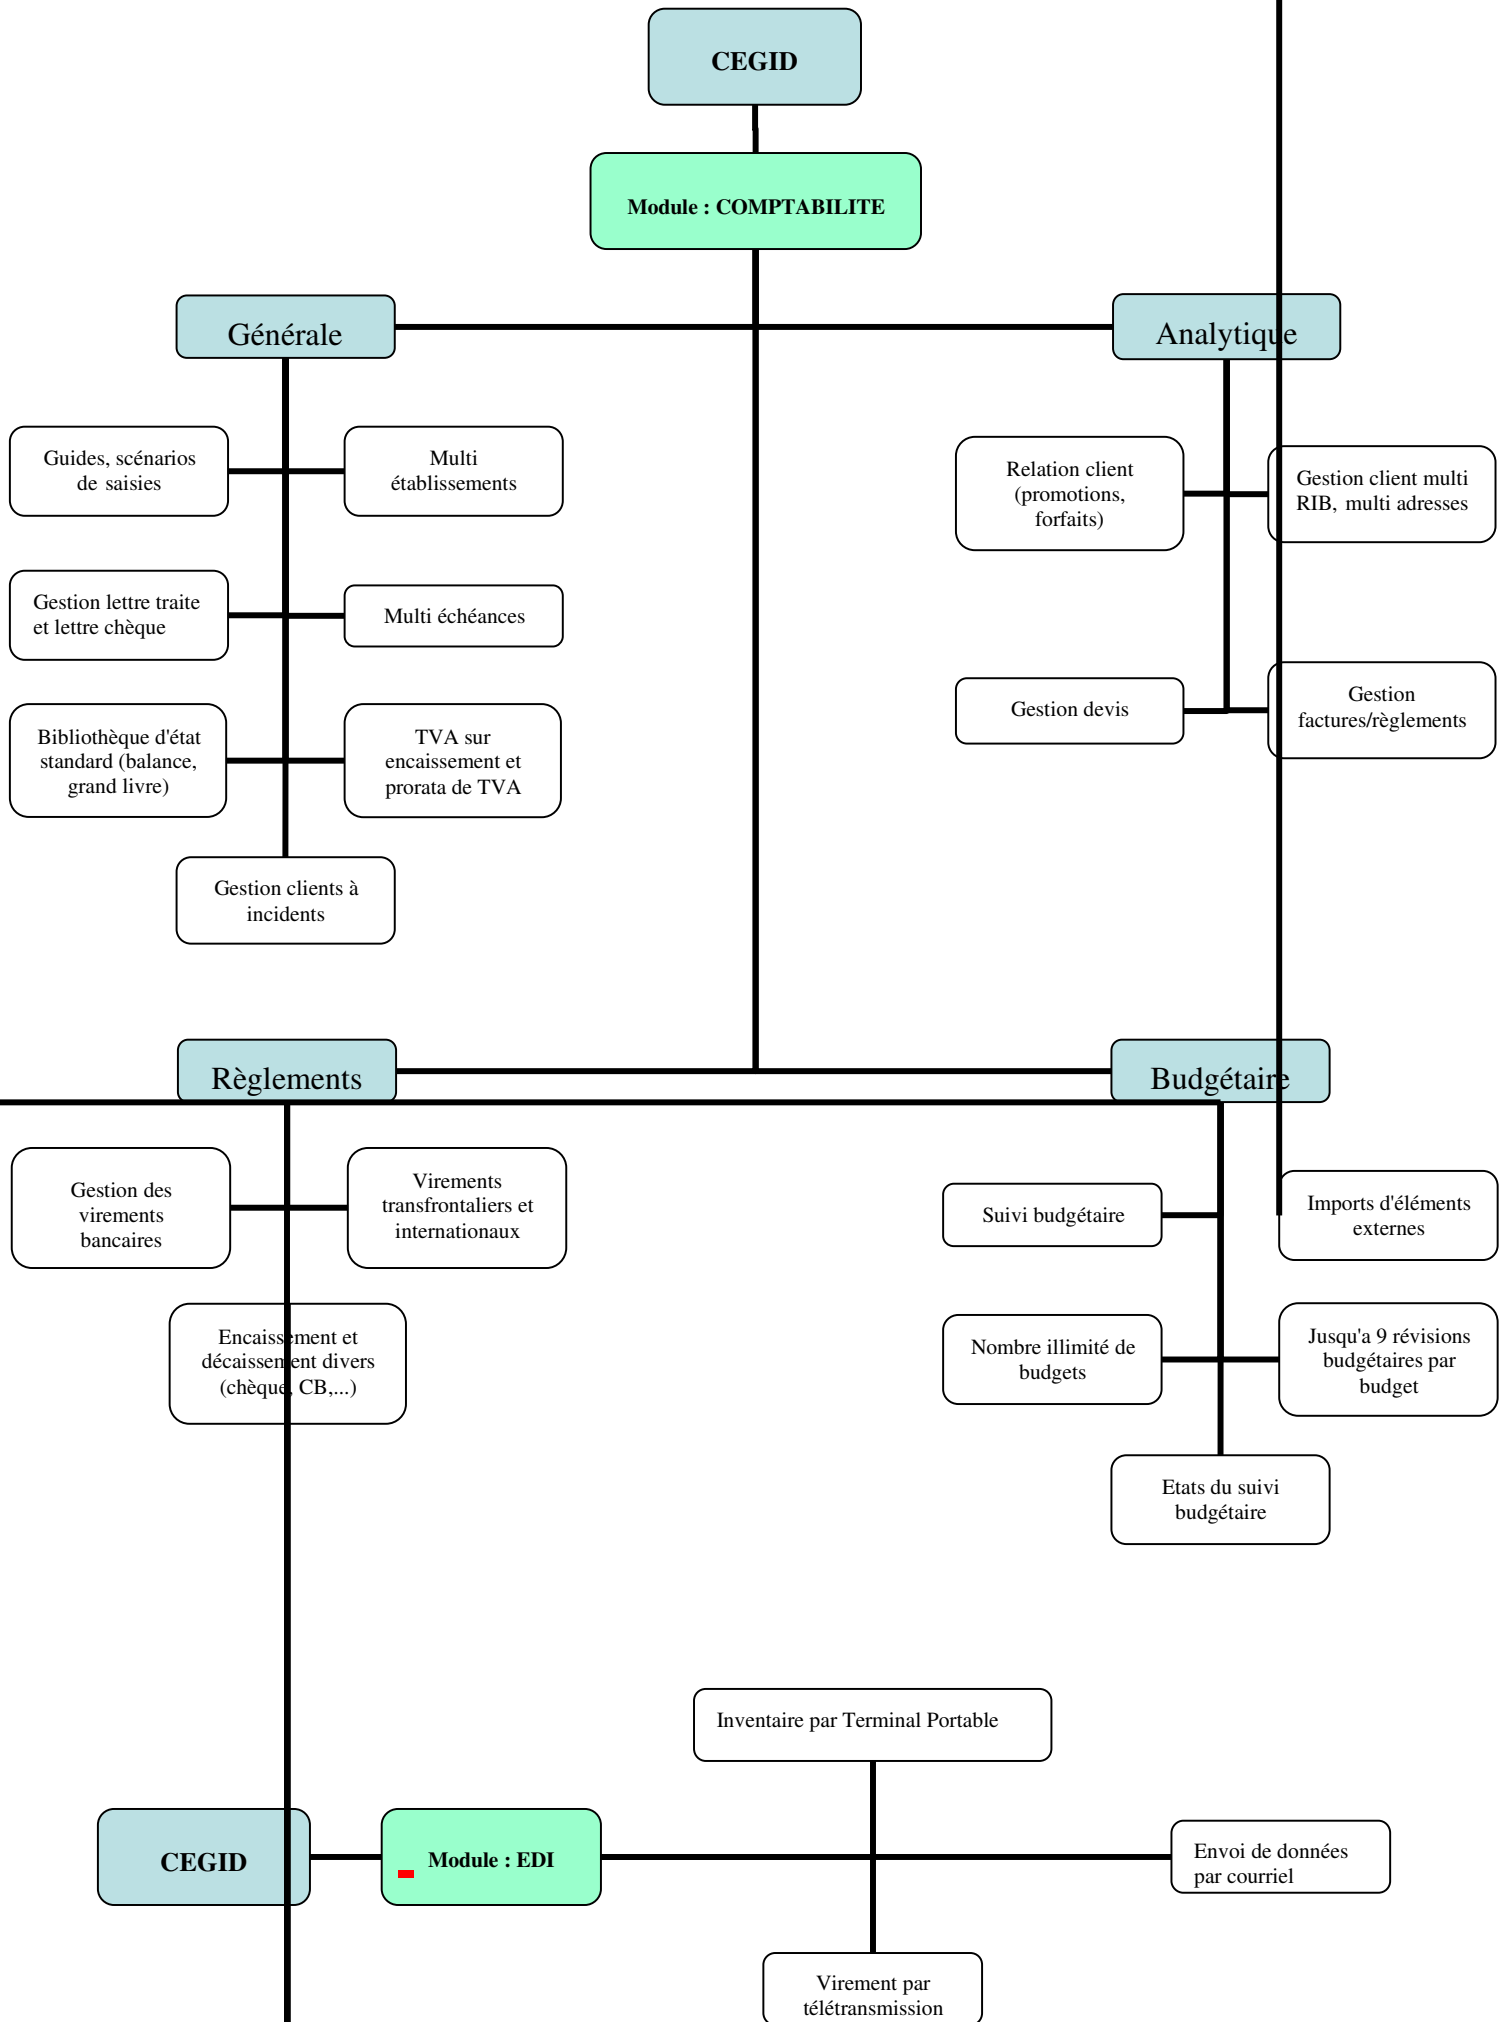 CEGID
Module : COMPTABILITE
Générale
Analytique
Guides, scénarios
de saisies
Multi
établissements
Relation client
(promotions,
forfaits)
Gestion client multi
RIB, multi adresses
Gestion lettre traite
et lettre chèque
Multi échéances
Gestion devis
Gestion
factures/règlements
Bibliothèque d'état
standard (balance,
grand livre)
TVA sur
encaissement et
prorata de TVA
Gestion clients à
incidents
Règlements
Budgétaire
Gestion des
virements
bancaires
Virements
transfrontaliers et
internationaux
Suivi budgétaire
Imports d'éléments
externes
Encaissement et
décaissement divers
(chèque, CB,...)
Nombre illimité de
budgets
Jusqu'a 9 révisions
budgétaires par
budget
Etats du suivi
budgétaire
Inventaire par Terminal Portable
CEGID
Module : EDI
Envoi de données
par courriel
Virement par
télétransmission